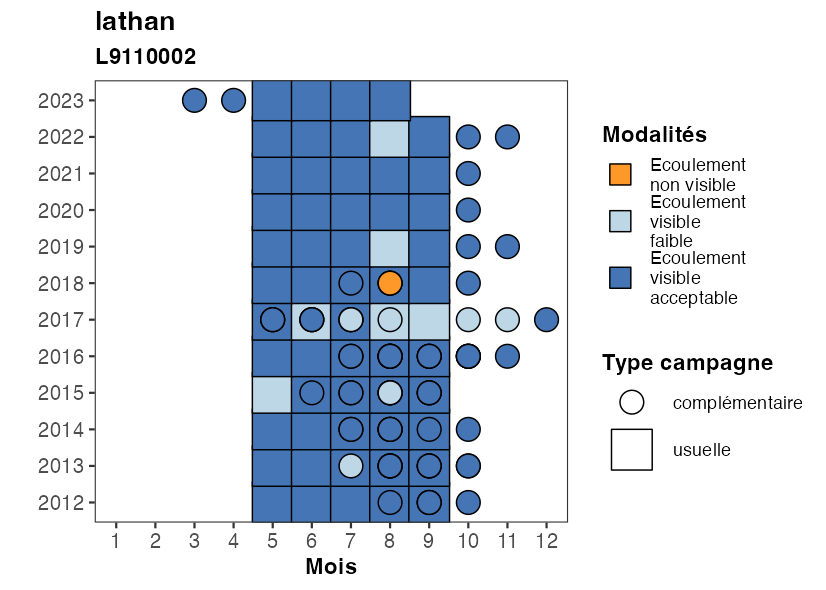 lathan
L9110002
2023
2022
2021
2020
2019
2018
2017
2016
2015
2014
2013
2012
1 2 3 4 5 6 7 8 9 10 11 12
Mois
Modalités
Ecoulement
non visible
Ecoulement
visible
faible
Ecoulement
visible
acceptable
Type campagne
complémentaire
usuelle